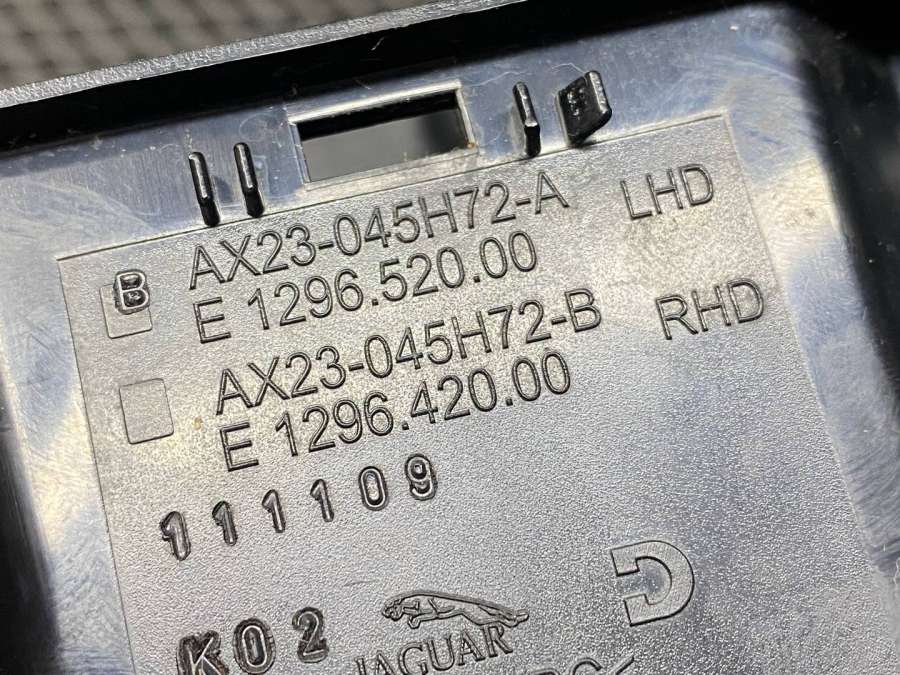 AX23-045H72-A LHD
B E 1296.520.00
AX23-045H72-B RHD
E 1296.420.00
111109
K02
JAGUAR